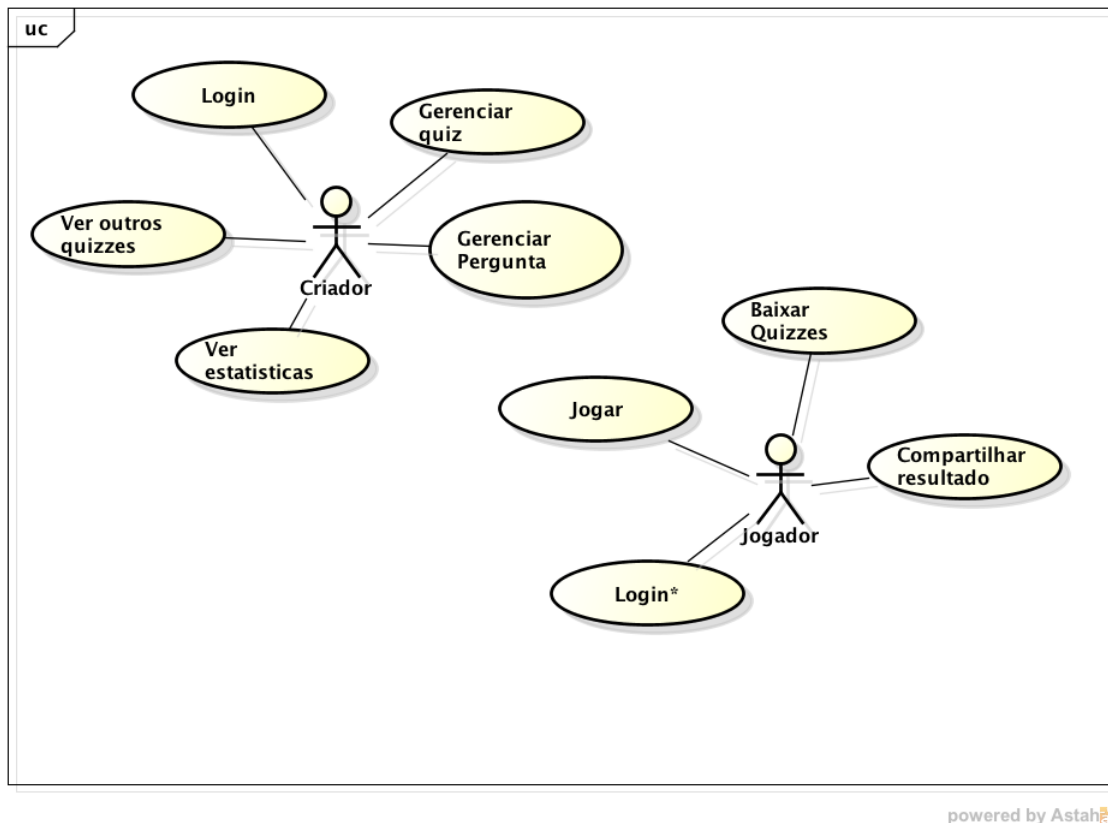 uc
Login
Gerenciar
quiz
Ver outros
quizzes
Gerenciar
Pergunta
Criador
Ver
estatisticas
Baixar
Quizzes
Jogar
Compartilhar
resultado
Jogador
Login*
powered by Astah